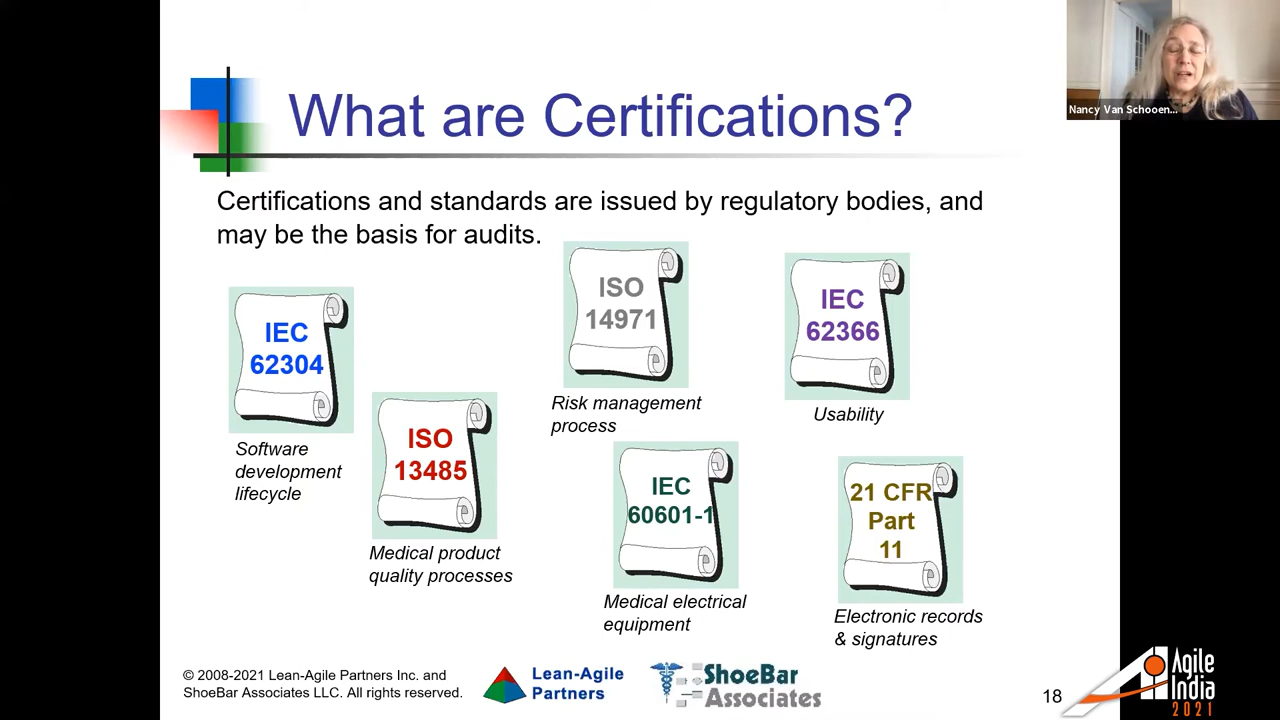 What are Certifications?
Nancy Van Schooen...
Certifications and standards are issued by regulatory bodies, and
may be the basis for audits.
IEC
62304
Software
development
lifecycle
ISO
13485
Medical product
quality processes
ISO
14971
Risk management
process
IEC
60601-1
Medical electrical
equipment
IEC
62366
Usability
21 CFR
Part
11
Electronic records
& signatures
© 2008-2021 Lean-Agile Partners Inc. and
ShoeBar Associates LLC. All rights reserved.
Lean-Agile
Partners
ShoeBar
Associates
18
Agile
India
2021